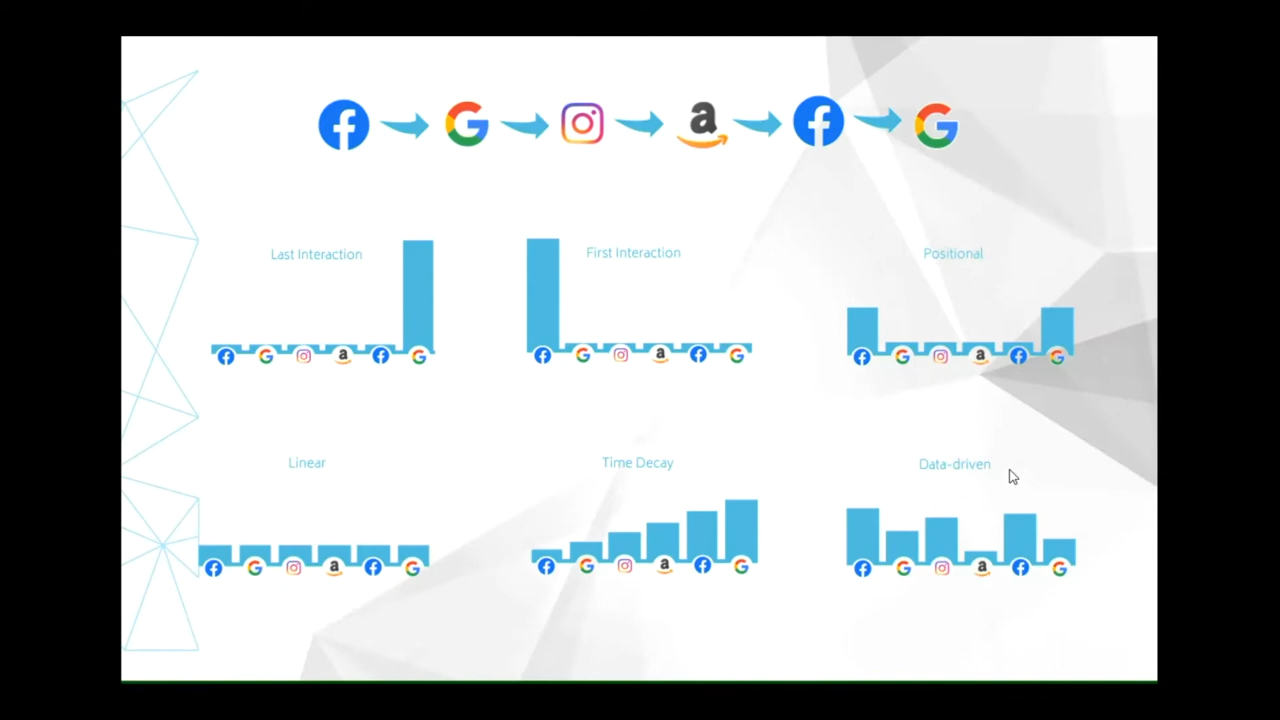 Last Interaction
First Interaction
Positional
Linear
Time Decay
Data-driven